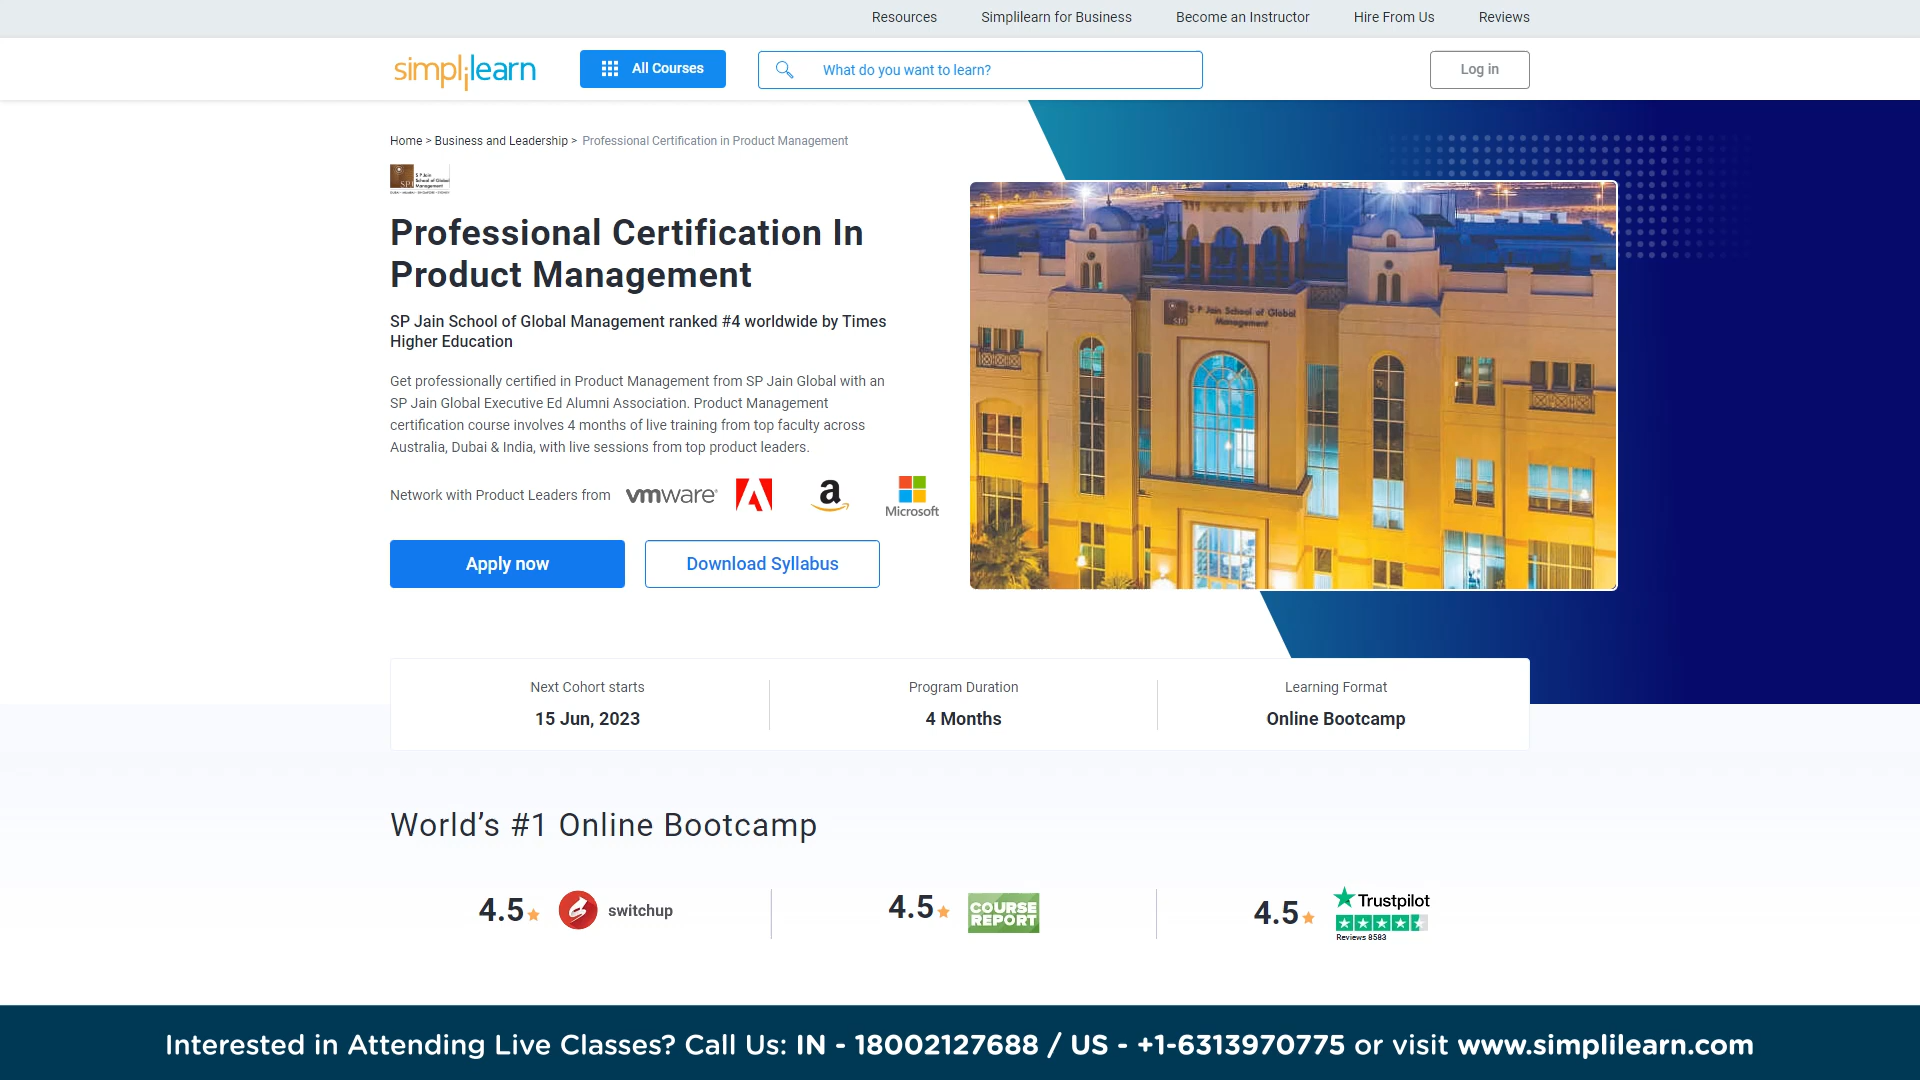 Resources Simplilearn for Business Become an Instructor Hire From Us Reviews
simplilearn All Courses What do you want to learn? Log in
Home > Business and Leadership > Professional Certification in Product Management
S P Jain
School of Global
Management
Professional Certification In
Product Management
SP Jain School of Global Management ranked #4 worldwide by Times
Higher Education
Get professionally certified in Product Management from SP Jain Global with an
SP Jain Global Executive Ed Alumni Association. Product Management
certification course involves 4 months of live training from top faculty across
Australia, Dubai & India, with live sessions from top product leaders.
Network with Product Leaders from vmware Microsoft
Apply now Download Syllabus
S P Jain School of Global
Management
Next Cohort starts Program Duration Learning Format
15 Jun, 2023 4 Months Online Bootcamp
World's #1 Online Bootcamp
4.5 switchup 4.5 COURSE REPORT 4.5 Trustpilot
Reviews 8583
Interested in Attending Live Classes? Call Us: IN - 18002127688 / US - +1-6313970775 or visit www.simplilearn.com